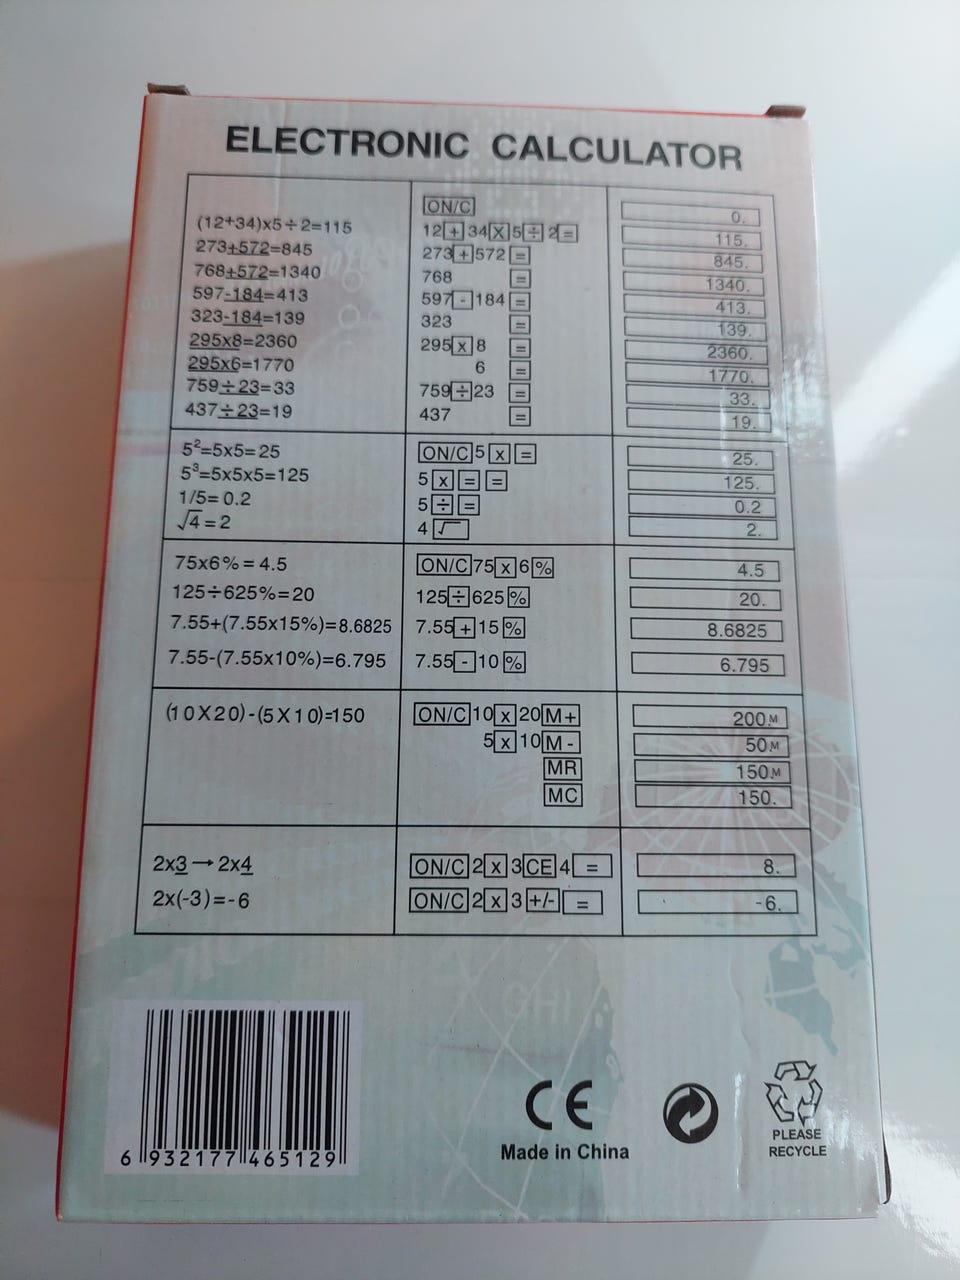 ELECTRONIC CALCULATOR
ON/C 0.
(12+34)x5÷2=115 12 + 34 X 5 ÷ 2 = 115.
273+572=845 273 + 572 = 845.
768+572=1340 768 = 1340.
597-184=413 597 - 184 = 413.
323-184=139 323 = 139.
295x8=2360 295 x 8 = 2360.
295x6=1770 6 = 1770.
759÷23=33 759 ÷ 23 = 33.
437÷23=19 437 = 19.
5²=5x5=25 ON/C 5 x = 25.
5³=5x5x5=125 5 x = = 125.
1/5=0.2 5 ÷ = 0.2
√4=2 4 √ 2.
75x6%=4.5 ON/C 75 x 6 % 4.5
125÷625%=20 125 ÷ 625 % 20.
7.55+(7.55x15%)=8.6825 7.55 + 15 % 8.6825
7.55-(7.55x10%)=6.795 7.55 - 10 % 6.795
(10X20)-(5X10)=150 ON/C 10 x 20 M+ 200.M
5 x 10 M- 50.M
MR 150.M
MC 150.
2x3→2x4 ON/C 2 x 3 CE 4 = 8.
2x(-3)=-6 ON/C 2 x 3 +/- = -6.
GHI
6 932177 465129
CE
Made in China
PLEASE
RECYCLE